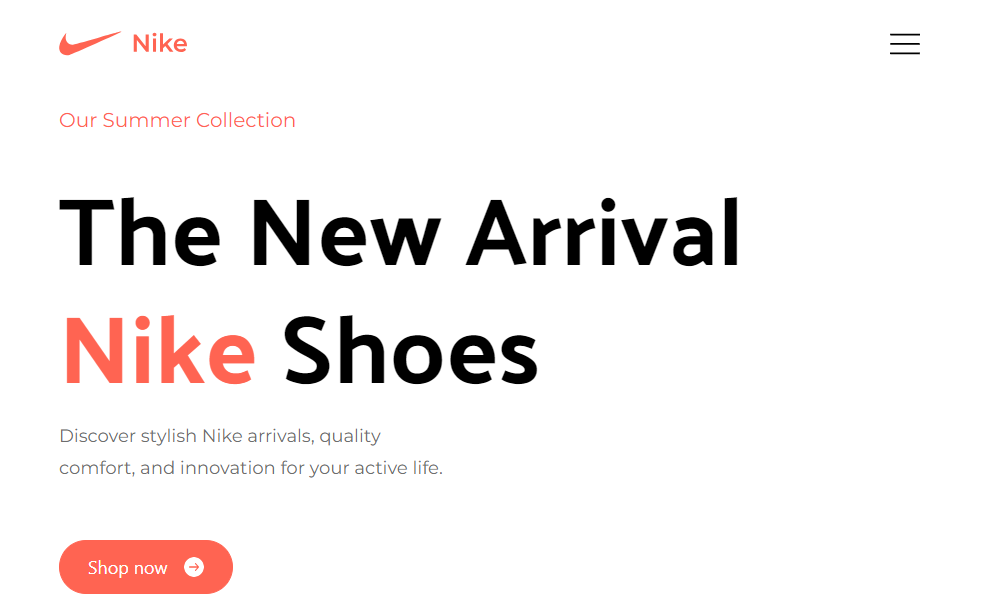 Nike
Our Summer Collection
The New Arrival
Nike Shoes
Discover stylish Nike arrivals, quality
comfort, and innovation for your active life.
Shop now